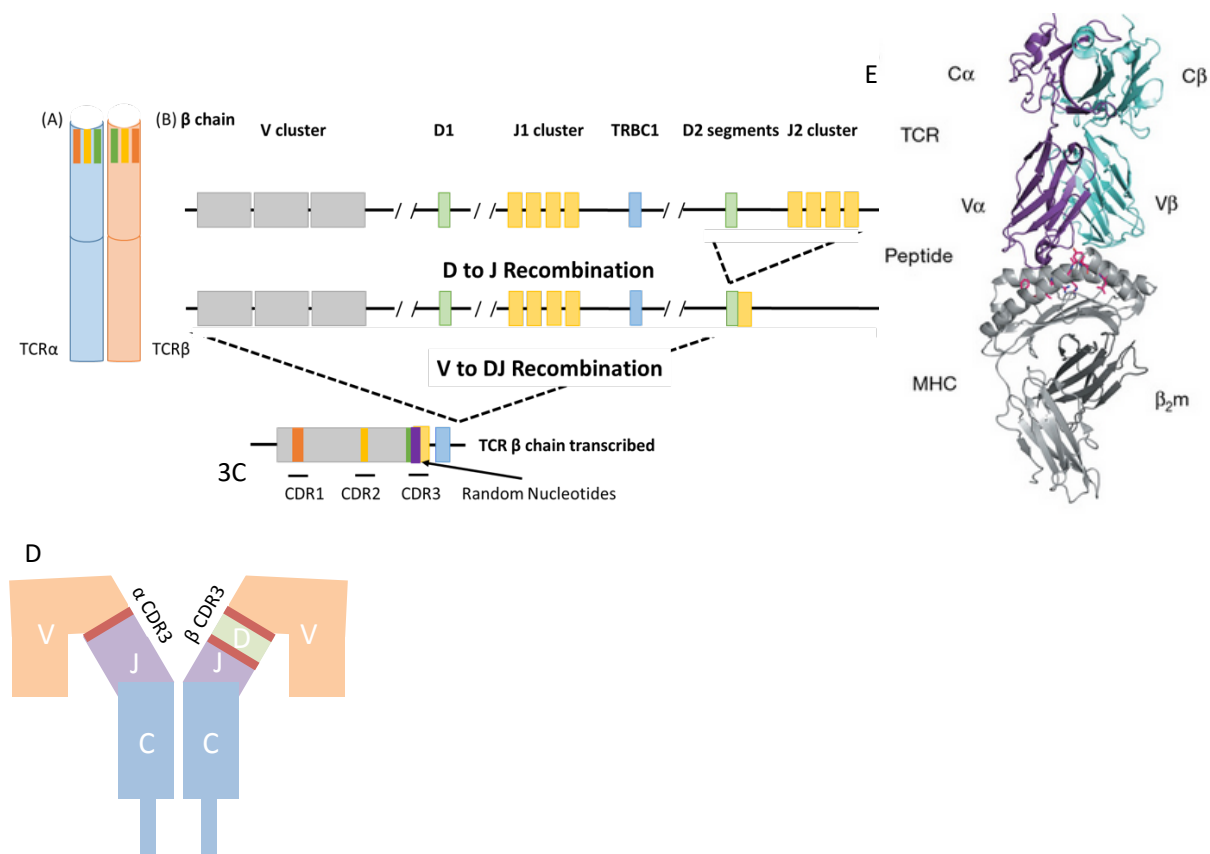 E
(A)
(B) β chain
V cluster
D1
J1 cluster
TRBC1
D2 segments
J2 cluster
D to J Recombination
TCRα
TCRβ
V to DJ Recombination
TCR β chain transcribed
3C
CDR1
CDR2
CDR3
Random Nucleotides
Cα
Cβ
TCR
Vα
Vβ
Peptide
MHC
β₂m
D
α CDR3
β CDR3
V
J
D
J
V
C
C